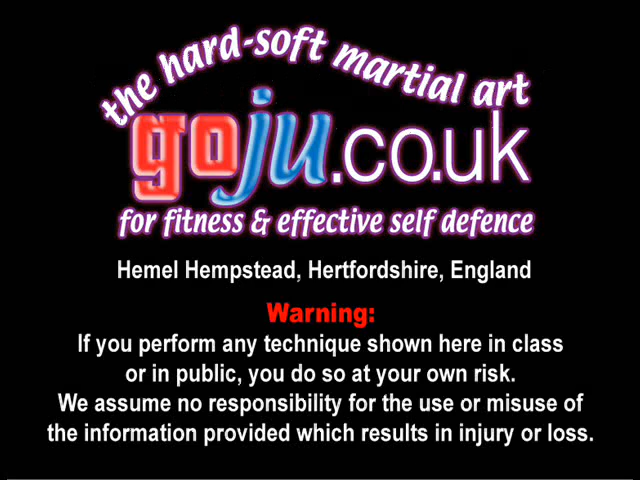 the hard-soft martial art
goju.co.uk
for fitness & effective self defence
Hemel Hempstead, Hertfordshire, England
Warning:
If you perform any technique shown here in class
or in public, you do so at your own risk.
We assume no responsibility for the use or misuse of
the information provided which results in injury or loss.